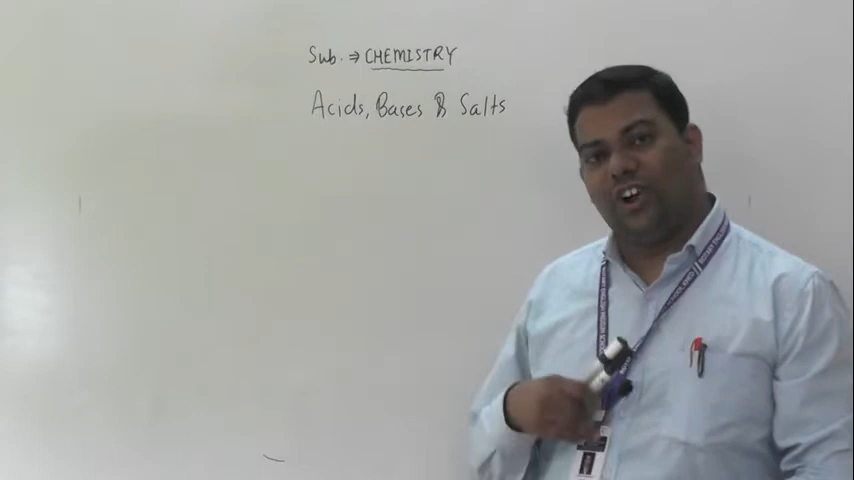 Sub. ⇒ CHEMISTRY
Acids, Bases & Salts